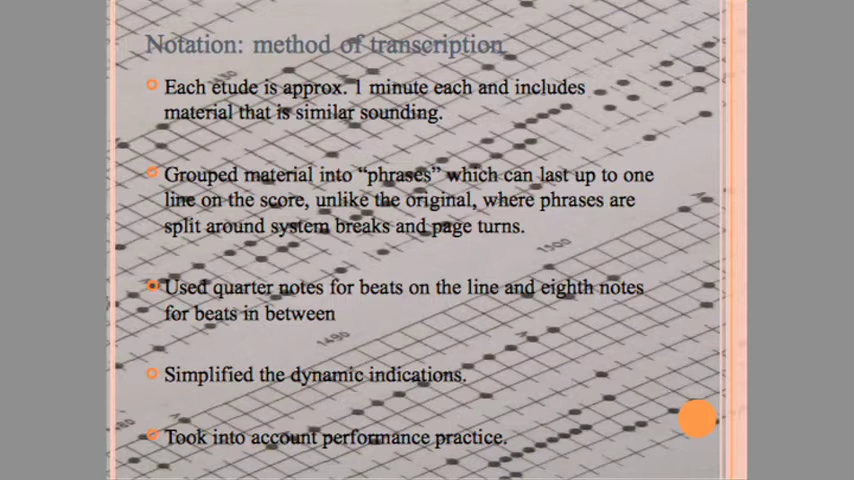 Notation: method of transcription
Each etude is approx. 1 minute each and includes
material that is similar sounding.
Grouped material into “phrases” which can last up to one
line on the score, unlike the original, where phrases are
split around system breaks and page turns.
1500
Used quarter notes for beats on the line and eighth notes
for beats in between
1490
Simplified the dynamic indications.
Took into account performance practice.